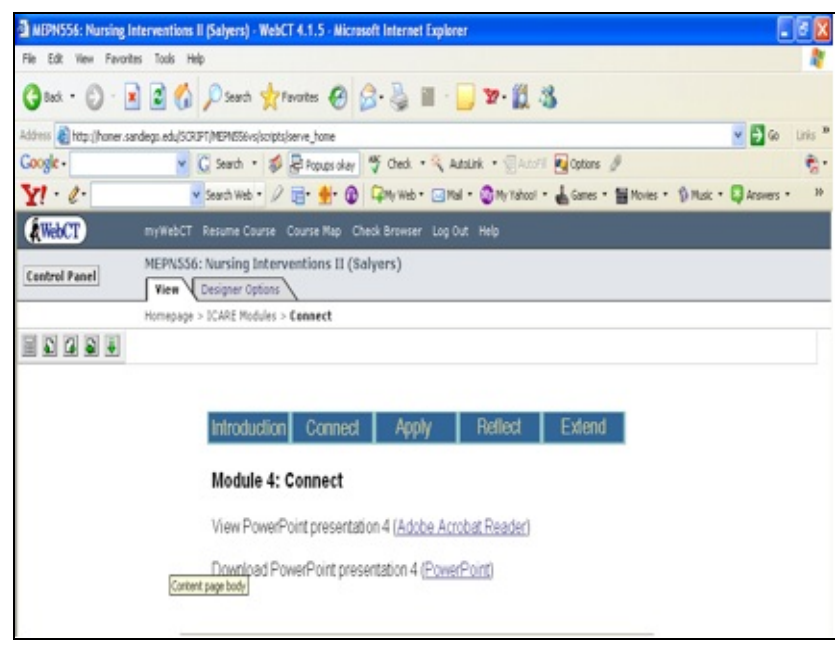 MEPN556: Nursing Interventions II (Salyers) - WebCT 4.1.5 - Microsoft Internet Explorer
File Edit View Favorites Tools Help
Back Search Favorites
Address http://homer.sandiego.edu/SCRIPT/MEPN556vs/scripts/serve_home Go Links »
Google Search Popups okay Check AutoLink AutoFill Options
Y! Search Web My Web Mail My Yahoo! Games Movies Music Answers »
WebCT myWebCT Resume Course Course Map Check Browser Log Out Help
Control Panel MEPN556: Nursing Interventions II (Salyers)
View Designer Options
Homepage > ICARE Modules > Connect
Introduction Connect Apply Reflect Extend
Module 4: Connect
View PowerPoint presentation 4 (Adobe Acrobat Reader)
Download PowerPoint presentation 4 (PowerPoint)
Content page body